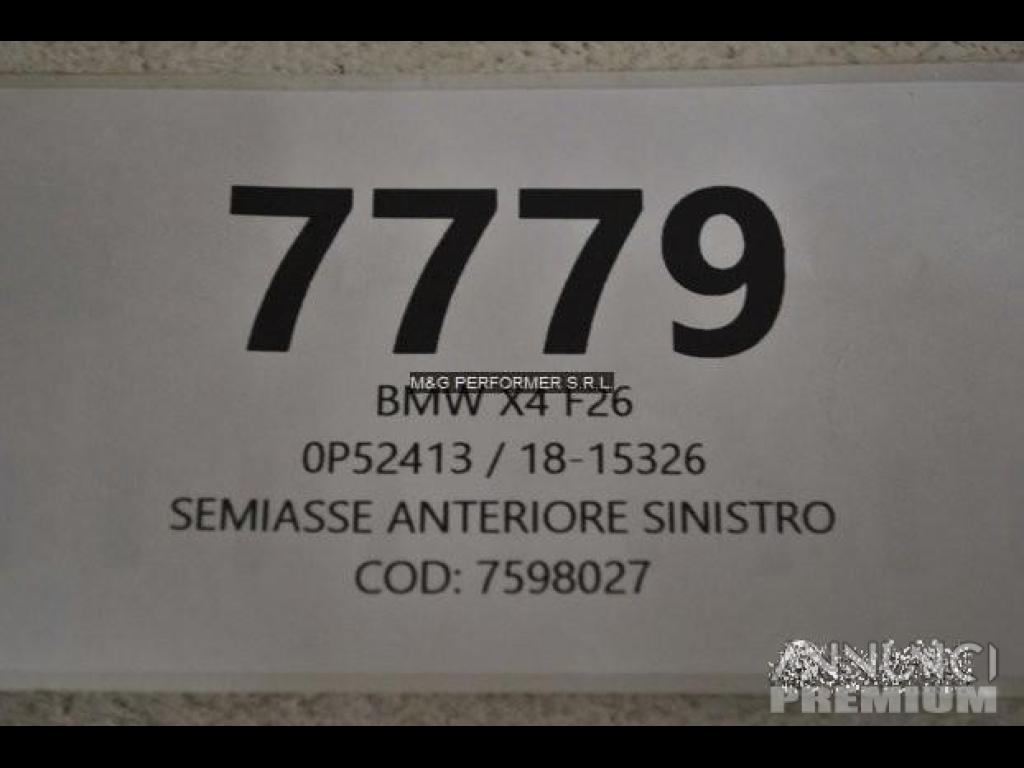 7779
M&G PERFORMER S.R.L.
BMW X4 F26
0P52413 / 18-15326
SEMIASSE ANTERIORE SINISTRO
COD: 7598027
ANNUNCI
PREMIUM